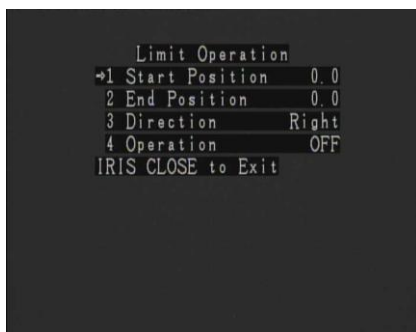 Limit Operation
⇒1 Start Position 0.0
2 End Position 0.0
3 Direction Right
4 Operation OFF
IRIS CLOSE to Exit